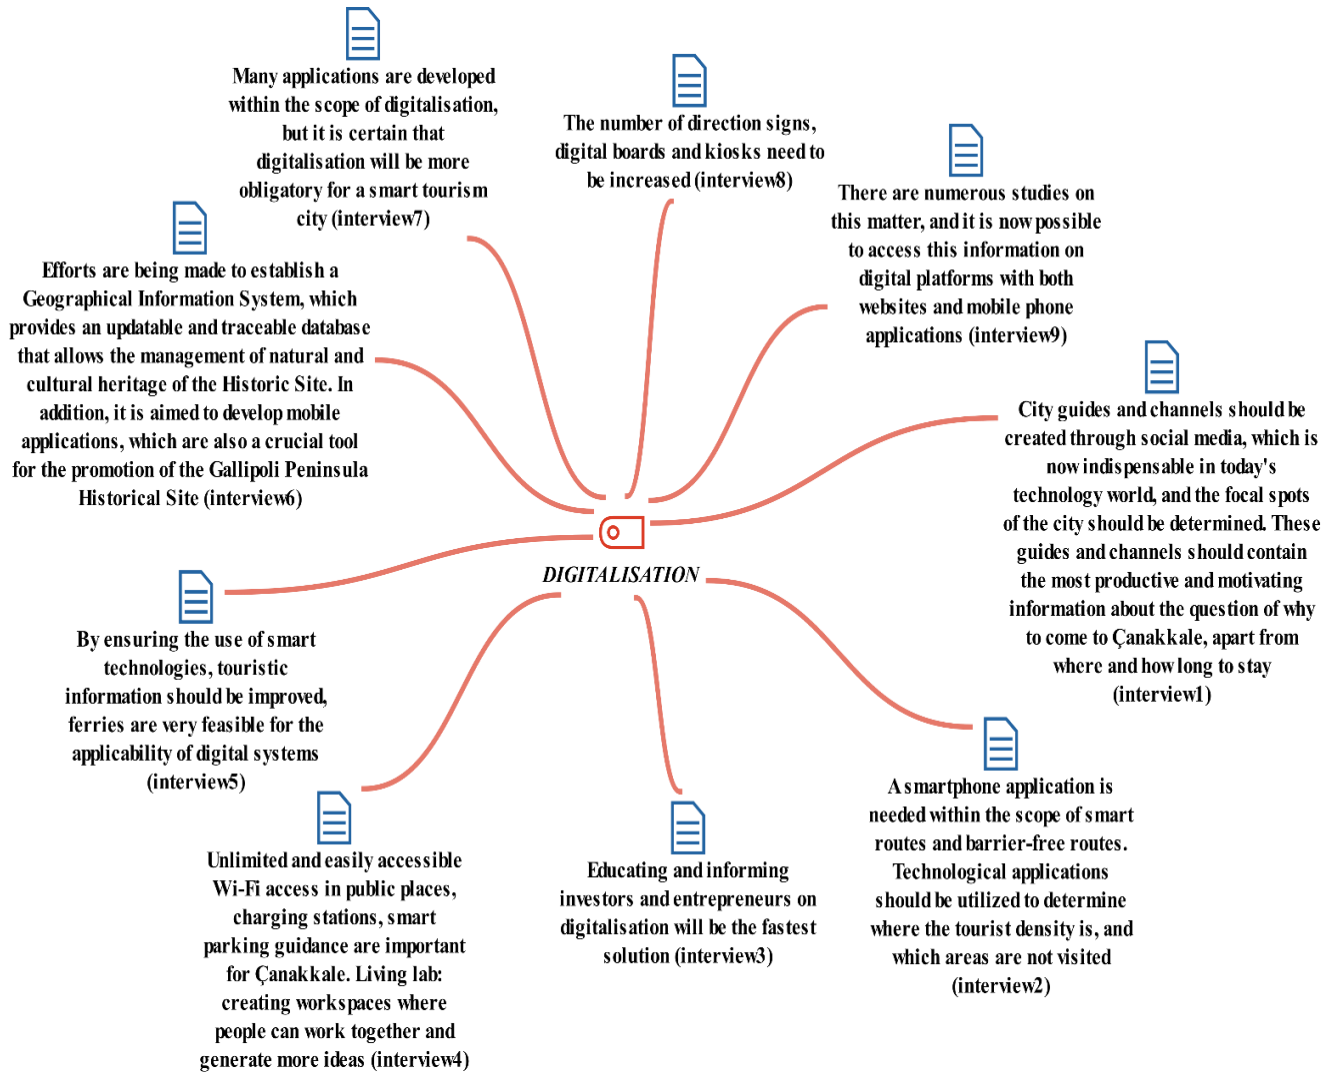 Many applications are developed
within the scope of digitalisation,
but it is certain that
digitalisation will be more
obligatory for a smart tourism
city (interview7)
The number of direction signs,
digital boards and kiosks need to
be increased (interview8)
There are numerous studies on
this matter, and it is now possible
to access this information on
digital platforms with both
websites and mobile phone
applications (interview9)
Efforts are being made to establish a
Geographical Information System, which
provides an updatable and traceable database
that allows the management of natural and
cultural heritage of the Historic Site. In
addition, it is aimed to develop mobile
applications, which are also a crucial tool
for the promotion of the Gallipoli Peninsula
Historical Site (interview6)
City guides and channels should be
created through social media, which is
now indispensable in today's
technology world, and the focal spots
of the city should be determined. These
guides and channels should contain
the most productive and motivating
information about the question of why
to come to Çanakkale, apart from
where and how long to stay
(interview1)
DIGITALISATION
By ensuring the use of smart
technologies, touristic
information should be improved,
ferries are very feasible for the
applicability of digital systems
(interview5)
Unlimited and easily accessible
Wi-Fi access in public places,
charging stations, smart
parking guidance are important
for Çanakkale. Living lab:
creating workspaces where
people can work together and
generate more ideas (interview4)
Educating and informing
investors and entrepreneurs on
digitalisation will be the fastest
solution (interview3)
A smartphone application is
needed within the scope of smart
routes and barrier-free routes.
Technological applications
should be utilized to determine
where the tourist density is, and
which areas are not visited
(interview2)